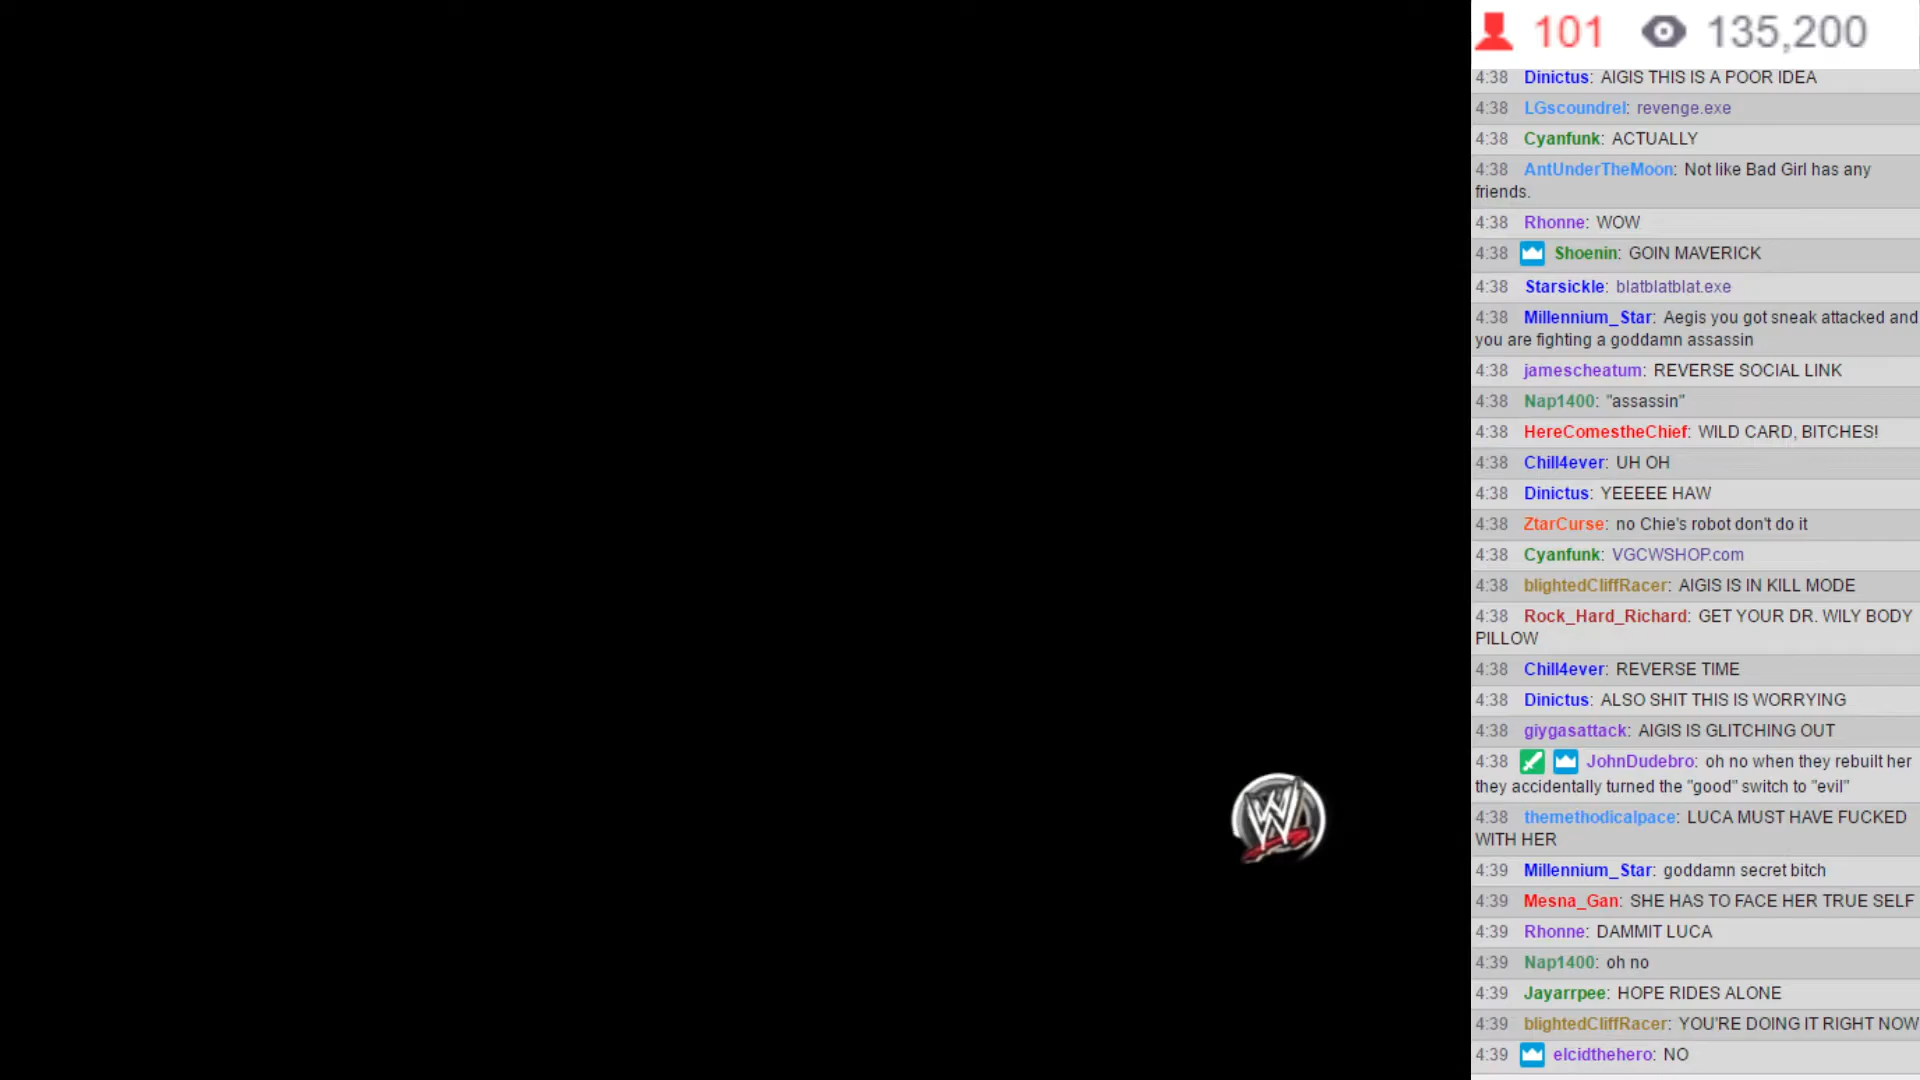 101 135,200
4:38 Dinictus: AIGIS THIS IS A POOR IDEA
4:38 LGscoundrel: revenge.exe
4:38 Cyanfunk: ACTUALLY
4:38 AntUnderTheMoon: Not like Bad Girl has any
friends.
4:38 Rhonne: WOW
4:38 Shoenin: GOIN MAVERICK
4:38 Starsickle: blatblatblat.exe
4:38 Millennium_Star: Aegis you got sneak attacked and
you are fighting a goddamn assassin
4:38 jamescheatum: REVERSE SOCIAL LINK
4:38 Nap1400: "assassin"
4:38 HereComestheChief: WILD CARD, BITCHES!
4:38 Chill4ever: UH OH
4:38 Dinictus: YEEEEE HAW
4:38 ZtarCurse: no Chie's robot don't do it
4:38 Cyanfunk: VGCWSHOP.com
4:38 blightedCliffRacer: AIGIS IS IN KILL MODE
4:38 Rock_Hard_Richard: GET YOUR DR. WILY BODY
PILLOW
4:38 Chill4ever: REVERSE TIME
4:38 Dinictus: ALSO SHIT THIS IS WORRYING
4:38 giygasattack: AIGIS IS GLITCHING OUT
4:38 JohnDudebro: oh no when they rebuilt her
they accidentally turned the "good" switch to "evil"
4:38 themethodicalpace: LUCA MUST HAVE FUCKED
WITH HER
4:39 Millennium_Star: goddamn secret bitch
4:39 Mesna_Gan: SHE HAS TO FACE HER TRUE SELF
4:39 Rhonne: DAMMIT LUCA
4:39 Nap1400: oh no
4:39 Jayarrpee: HOPE RIDES ALONE
4:39 blightedCliffRacer: YOU'RE DOING IT RIGHT NOW
4:39 elcidthehero: NO
W